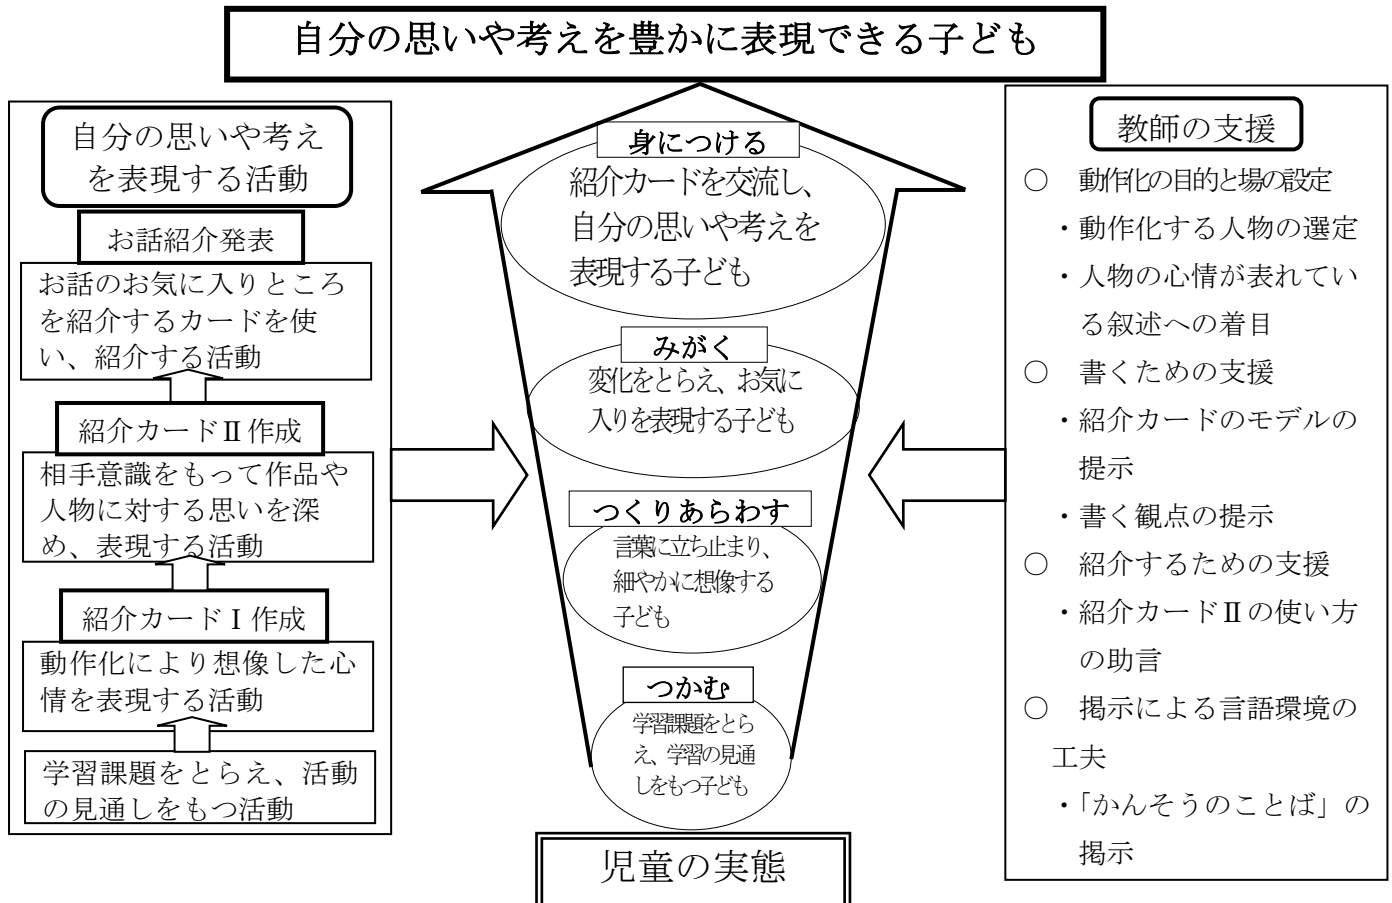 自分の思いや考えを豊かに表現できる子ども
自分の思いや考え
を表現する活動
お話紹介発表
お話のお気に入りところ
を紹介するカードを使
い、紹介する活動
紹介カードⅡ作成
相手意識をもって作品や
人物に対する思いを深
め、表現する活動
紹介カードⅠ作成
動作化により想像した心
情を表現する活動
学習課題をとらえ、活動
の見通しをもつ活動
身につける
紹介カードを交流し、
自分の思いや考えを
表現する子ども
みがく
変化をとらえ、お気に
入りを表現する子ども
つくりあらわす
言葉に立ち止まり、
細やかに想像する
子ども
つかむ
学習課題をとら
え、学習の見通
しをもつ子ども
児童の実態
教師の支援
○　動作化の目的と場の設定
・動作化する人物の選定
・人物の心情が表れてい
る叙述への着目
○　書くための支援
・紹介カードのモデルの
提示
・書く観点の提示
○　紹介するための支援
・紹介カードⅡの使い方
の助言
○　掲示による言語環境の
工夫
・「かんそうのことば」の
掲示